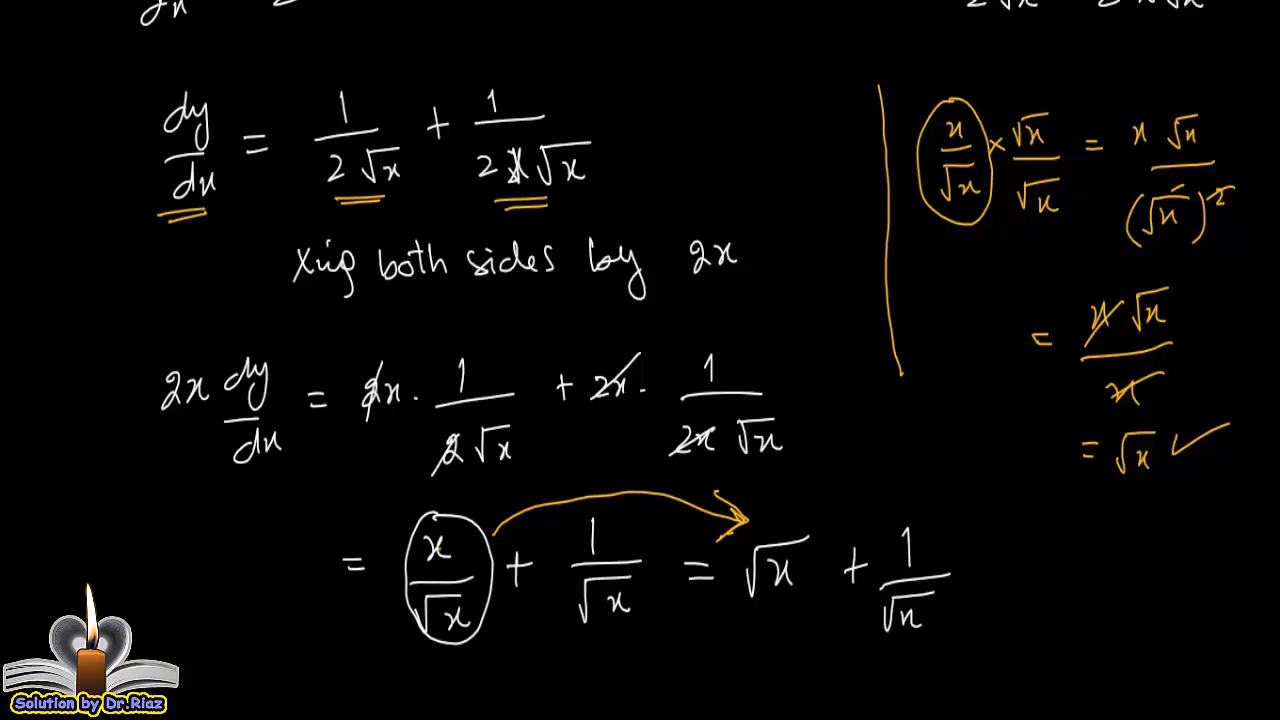 dy/dx = 1/(2√x) + 1/(2x√x)
Xing both sides by 2x
2x dy/dx = 2x · 1/(2√x) + 2x · 1/(2x √x)
= x/√x + 1/√x = √x + 1/√x
x/√x × √x/√x = x √x/(√x)²
= x √x/x
= √x ✓
Solution by Dr.Riaz